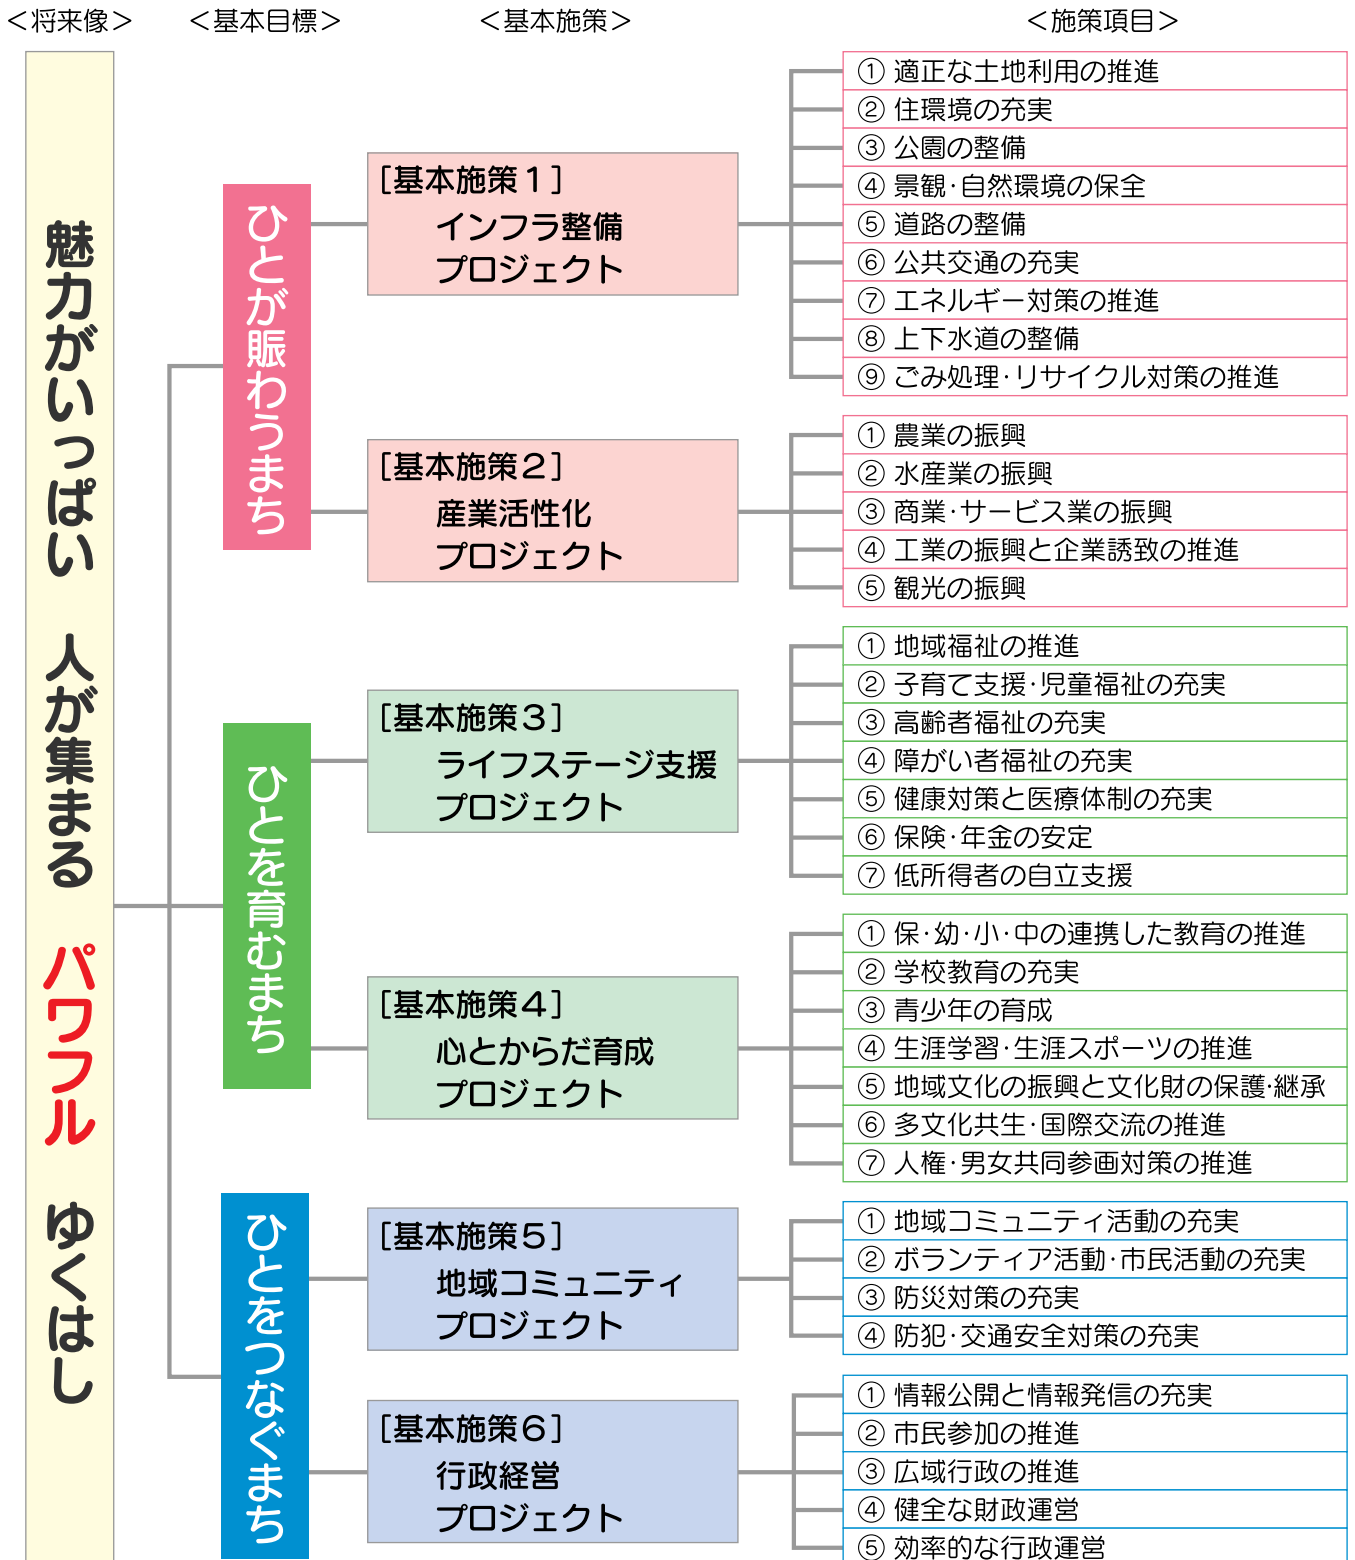 ＜将来像＞
＜基本目標＞
＜基本施策＞
＜施策項目＞
魅力がいっぱい 人が集まる パワフル ゆくはし
ひとが賑わうまち
［基本施策１］
インフラ整備
プロジェクト
① 適正な土地利用の推進
② 住環境の充実
③ 公園の整備
④ 景観・自然環境の保全
⑤ 道路の整備
⑥ 公共交通の充実
⑦ エネルギー対策の推進
⑧ 上下水道の整備
⑨ ごみ処理・リサイクル対策の推進
［基本施策２］
産業活性化
プロジェクト
① 農業の振興
② 水産業の振興
③ 商業・サービス業の振興
④ 工業の振興と企業誘致の推進
⑤ 観光の振興
ひとを育むまち
［基本施策３］
ライフステージ支援
プロジェクト
① 地域福祉の推進
② 子育て支援・児童福祉の充実
③ 高齢者福祉の充実
④ 障がい者福祉の充実
⑤ 健康対策と医療体制の充実
⑥ 保険・年金の安定
⑦ 低所得者の自立支援
［基本施策４］
心とからだ育成
プロジェクト
① 保・幼・小・中の連携した教育の推進
② 学校教育の充実
③ 青少年の育成
④ 生涯学習・生涯スポーツの推進
⑤ 地域文化の振興と文化財の保護・継承
⑥ 多文化共生・国際交流の推進
⑦ 人権・男女共同参画対策の推進
ひとをつなぐまち
［基本施策５］
地域コミュニティ
プロジェクト
① 地域コミュニティ活動の充実
② ボランティア活動・市民活動の充実
③ 防災対策の充実
④ 防犯・交通安全対策の充実
［基本施策６］
行政経営
プロジェクト
① 情報公開と情報発信の充実
② 市民参加の推進
③ 広域行政の推進
④ 健全な財政運営
⑤ 効率的な行政運営